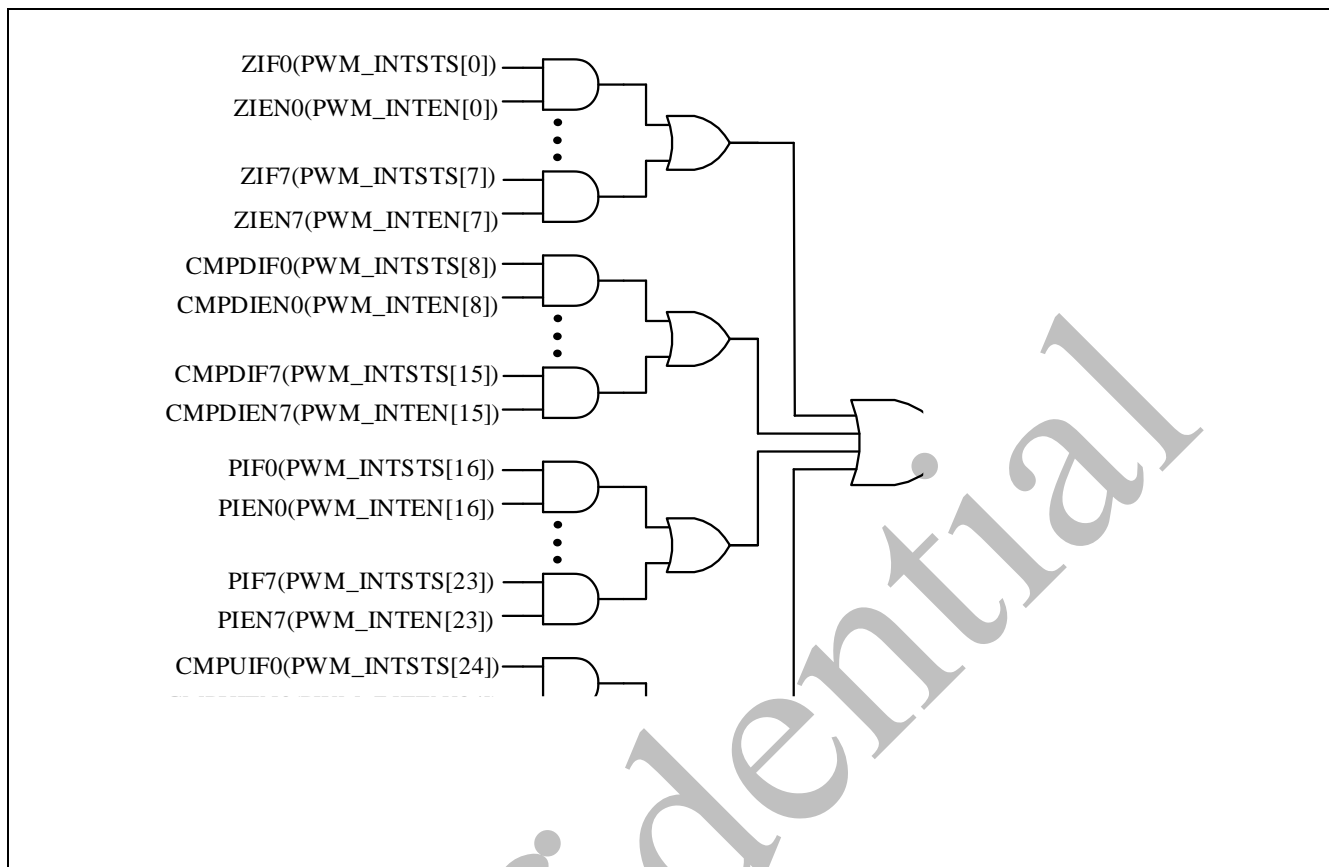 ZIF0(PWM_INTSTS[0])
ZIEN0(PWM_INTEN[0])
ZIF7(PWM_INTSTS[7])
ZIEN7(PWM_INTEN[7])
CMPDIF0(PWM_INTSTS[8])
CMPDIEN0(PWM_INTEN[8])
CMPDIF7(PWM_INTSTS[15])
CMPDIEN7(PWM_INTEN[15])
PIF0(PWM_INTSTS[16])
PIEN0(PWM_INTEN[16])
PIF7(PWM_INTSTS[23])
PIEN7(PWM_INTEN[23])
CMPUIF0(PWM_INTSTS[24])
idential